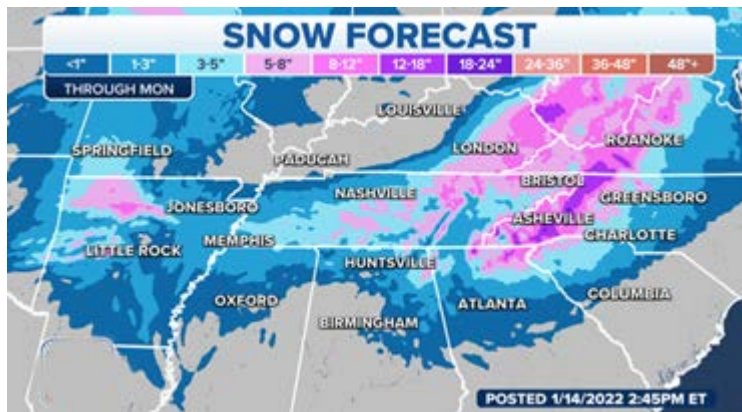 SNOW FORECAST
<1" 1-3" 3-5" 5-8" 8-12" 12-18" 18-24" 24-36" 36-48" 48"+
THROUGH MON
LOUISVILLE
SPRINGFIELD
PADUCAH
LONDON
ROANOKE
NASHVILLE
BRISTOL
JONESBORO
GREENSBORO
ASHEVILLE
MEMPHIS
CHARLOTTE
LITTLE ROCK
HUNTSVILLE
OXFORD
ATLANTA
COLUMBIA
BIRMINGHAM
POSTED 1/14/2022 2:45PM ET